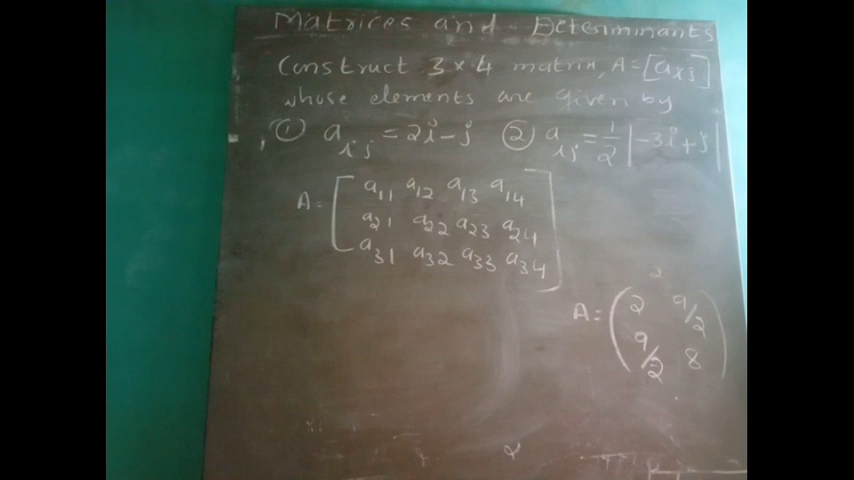 Matrices and Determinants
Construct 3×4 matrix, A=[aij]
whose elements are given by
① aij = 2i-j ② aij = 1/2 |-3i+j|
A= [a11 a12 a13 a14
a21 a22 a23 a24
a31 a32 a33 a34]
A= (2 9/2
9/2 8)